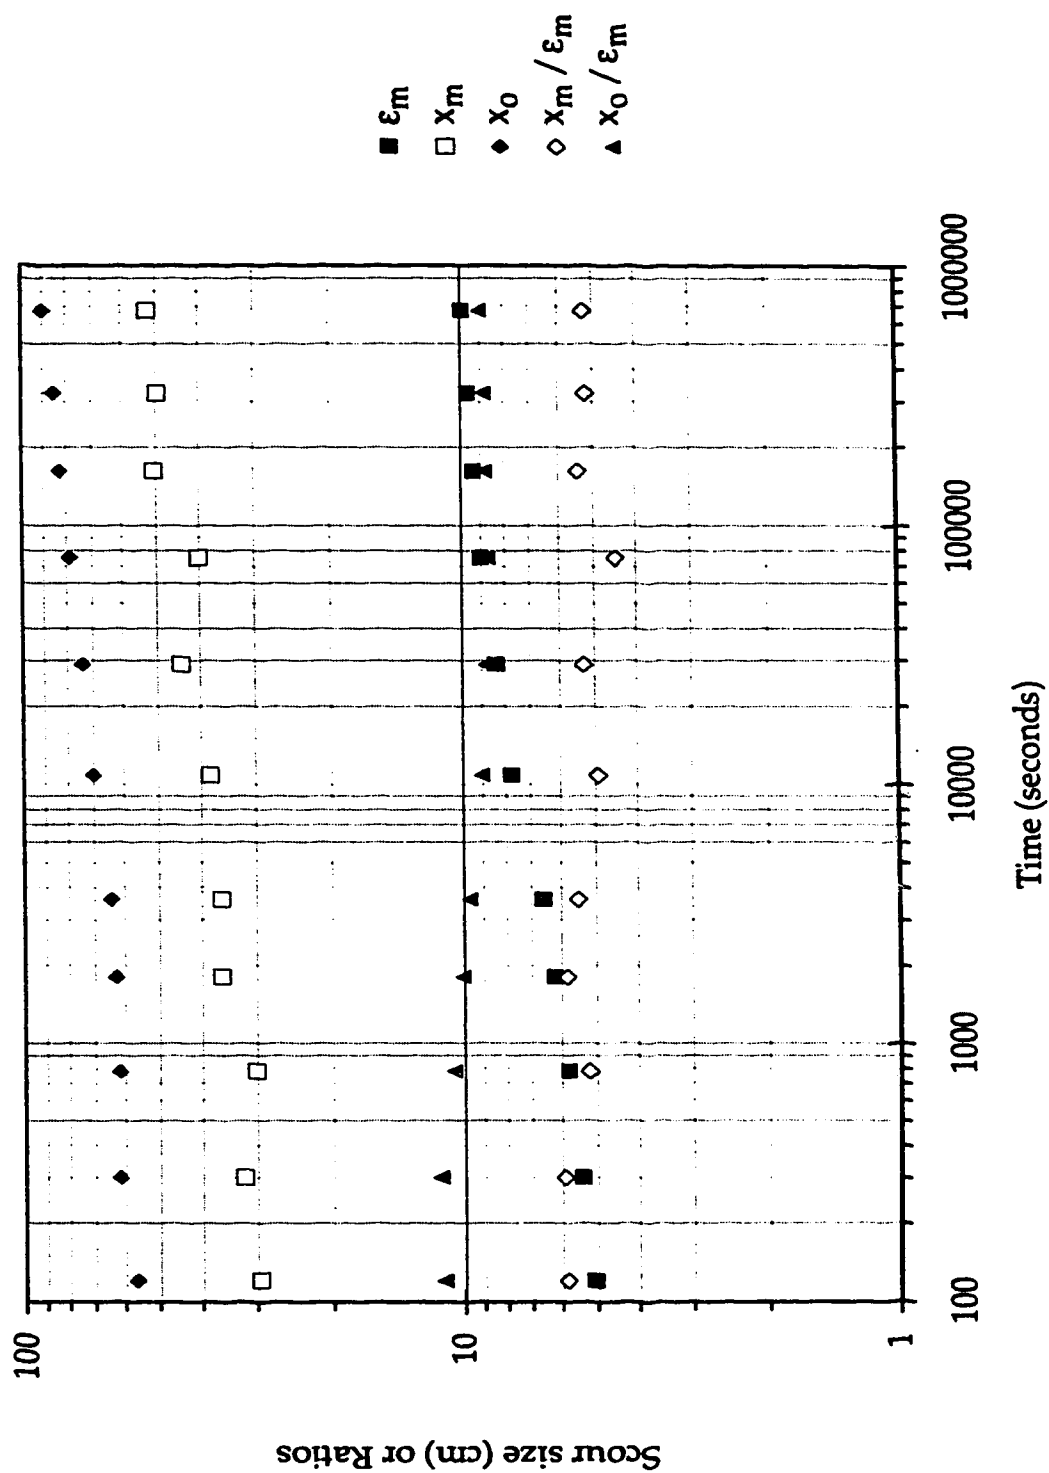 Scour size (cm) or Ratios
100
10
1
100
1000
10000
100000
1000000
Time (seconds)
■ εm
□ xm
◆ xo
◇ xm / εm
▲ xo / εm